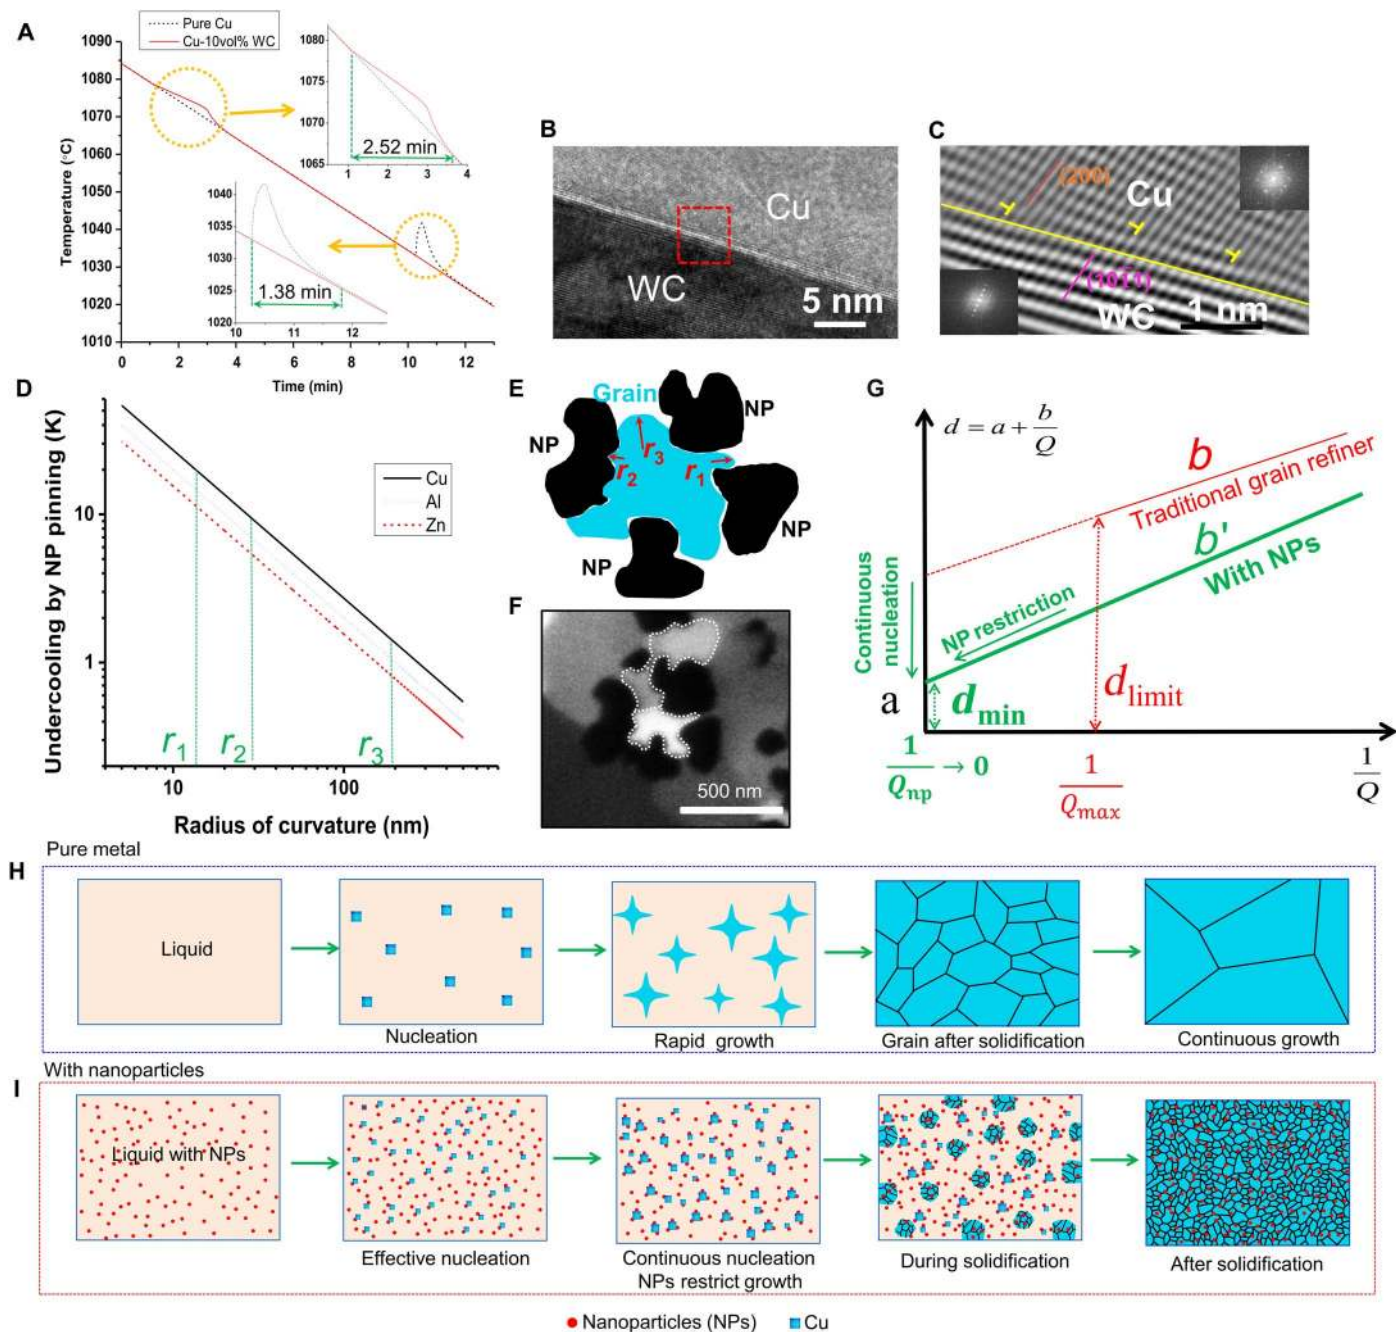 A
Pure Cu
Cu-10vol% WC
1090
1080
1070
1060
1050
1040
1030
1020
1010
Temperature (°C)
0 2 4 6 8 10 12
Time (min)
1080
1075
1070
1065
2.52 min
1 2 3 4
1040
1035
1030
1025
1020
1.38 min
10 11 12
B
Cu
WC
5 nm
C
(200)
Cu
(101̄1)
WC
1 nm
D
Undercooling by NP pinning (K)
10
1
Cu
Al
Zn
r1 r2 r3
10 100
Radius of curvature (nm)
E
Grain
NP
NP
NP
NP
r3
r2
r1
F
500 nm
G
d = a + b/Q
b
Traditional grain refiner
b'
With NPs
Continuous
nucleation
NP restriction
a
dmin
dlimit
1/Qnp → 0
1/Qmax
1/Q
Pure metal
H
Liquid
Nucleation
Rapid growth
Grain after solidification
Continuous growth
With nanoparticles
I
Liquid with NPs
Effective nucleation
Continuous nucleation
NPs restrict growth
During solidification
After solidification
Nanoparticles (NPs)
Cu